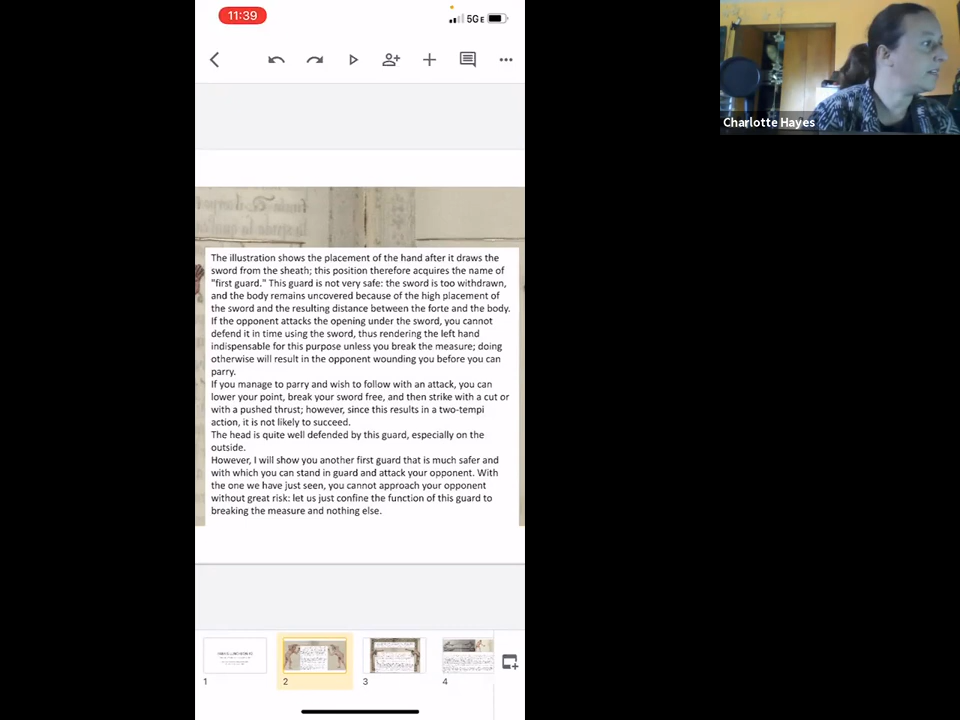 11:39
5G E
Charlotte Hayes
The illustration shows the placement of the hand after it draws the
sword from the sheath; this position therefore acquires the name of
"first guard." This guard is not very safe: the sword is too withdrawn,
and the body remains uncovered because of the high placement of
the sword and the resulting distance between the forte and the body.
If the opponent attacks the opening under the sword, you cannot
defend it in time using the sword, thus rendering the left hand
indispensable for this purpose unless you break the measure; doing
otherwise will result in the opponent wounding you before you can
parry.
If you manage to parry and wish to follow with an attack, you can
lower your point, break your sword free, and then strike with a cut or
with a pushed thrust; however, since this results in a two-tempi
action, it is not likely to succeed.
The head is quite well defended by this guard, especially on the
outside.
However, I will show you another first guard that is much safer and
with which you can stand in guard and attack your opponent. With
the one we have just seen, you cannot approach your opponent
without great risk: let us just confine the function of this guard to
breaking the measure and nothing else.
1
2
3
4